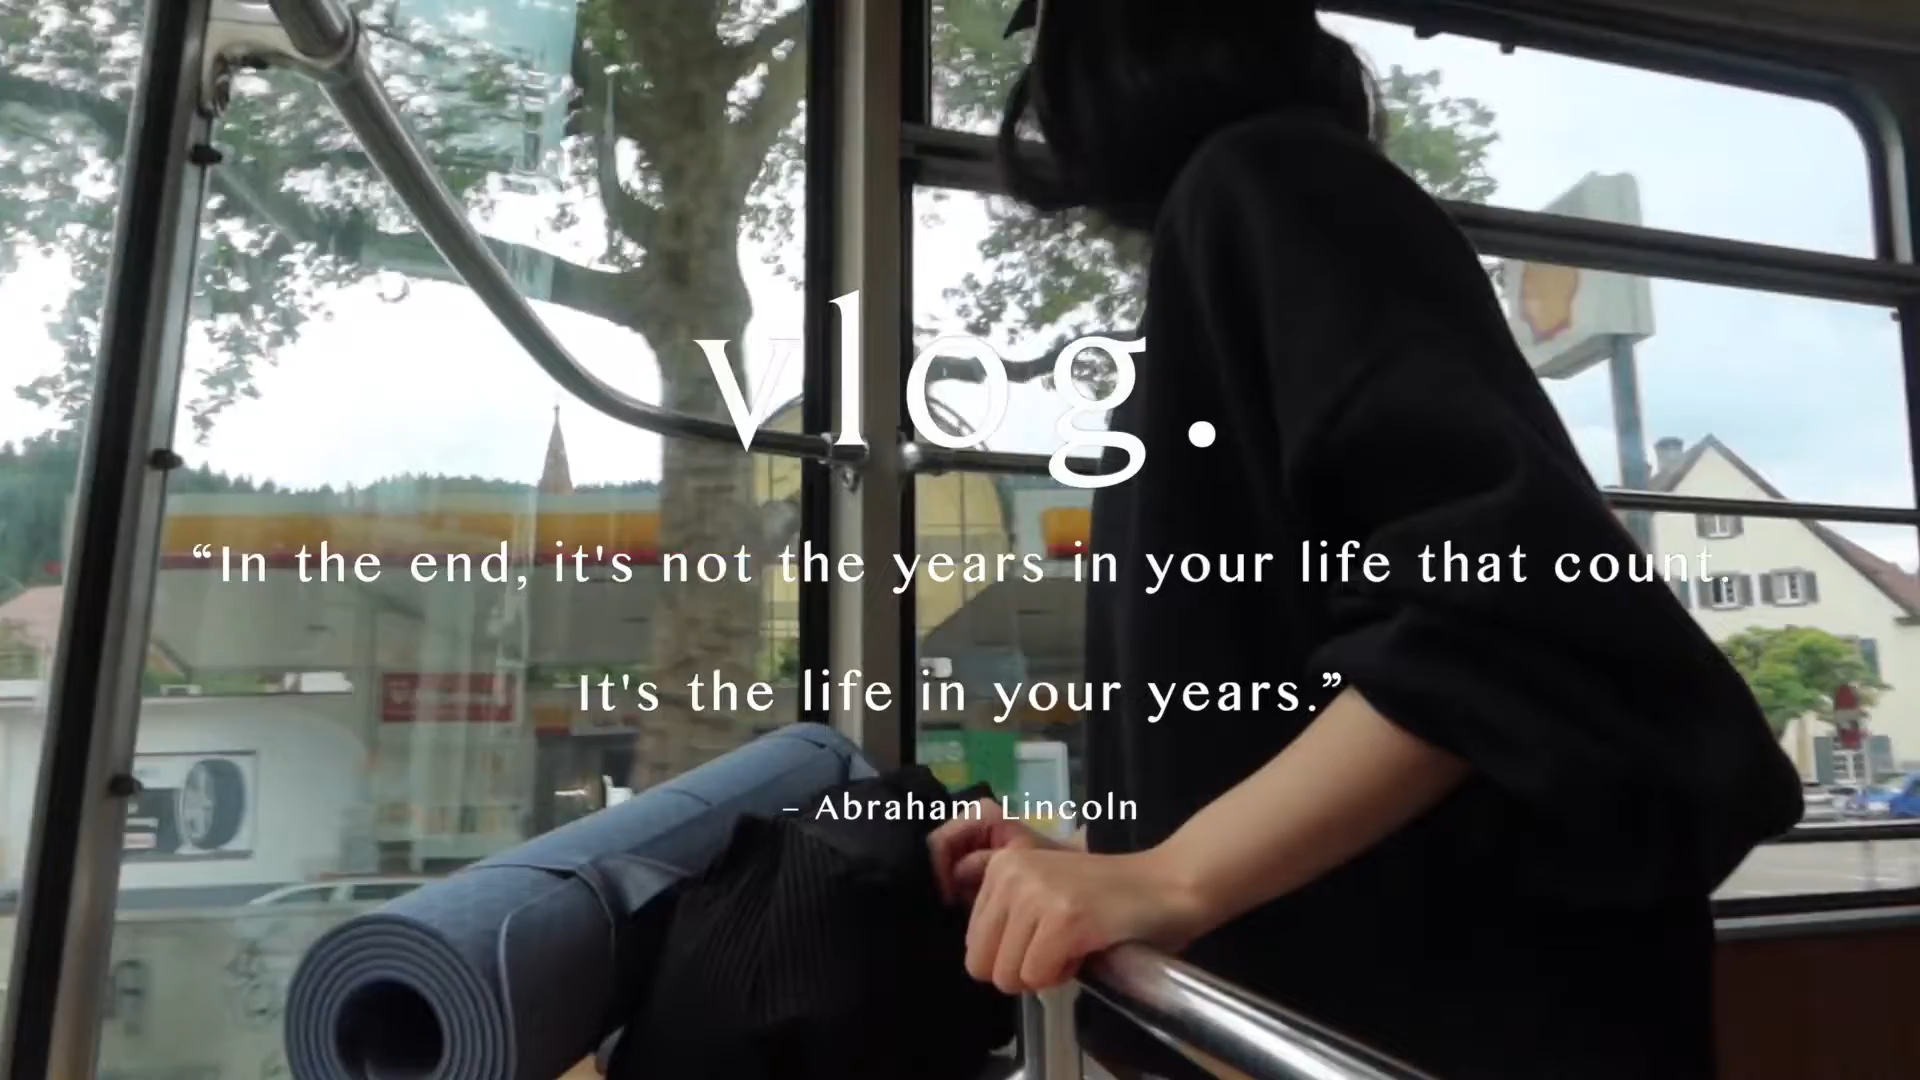 vlog.
“In the end, it's not the years in your life that count.
It's the life in your years.”
– Abraham Lincoln